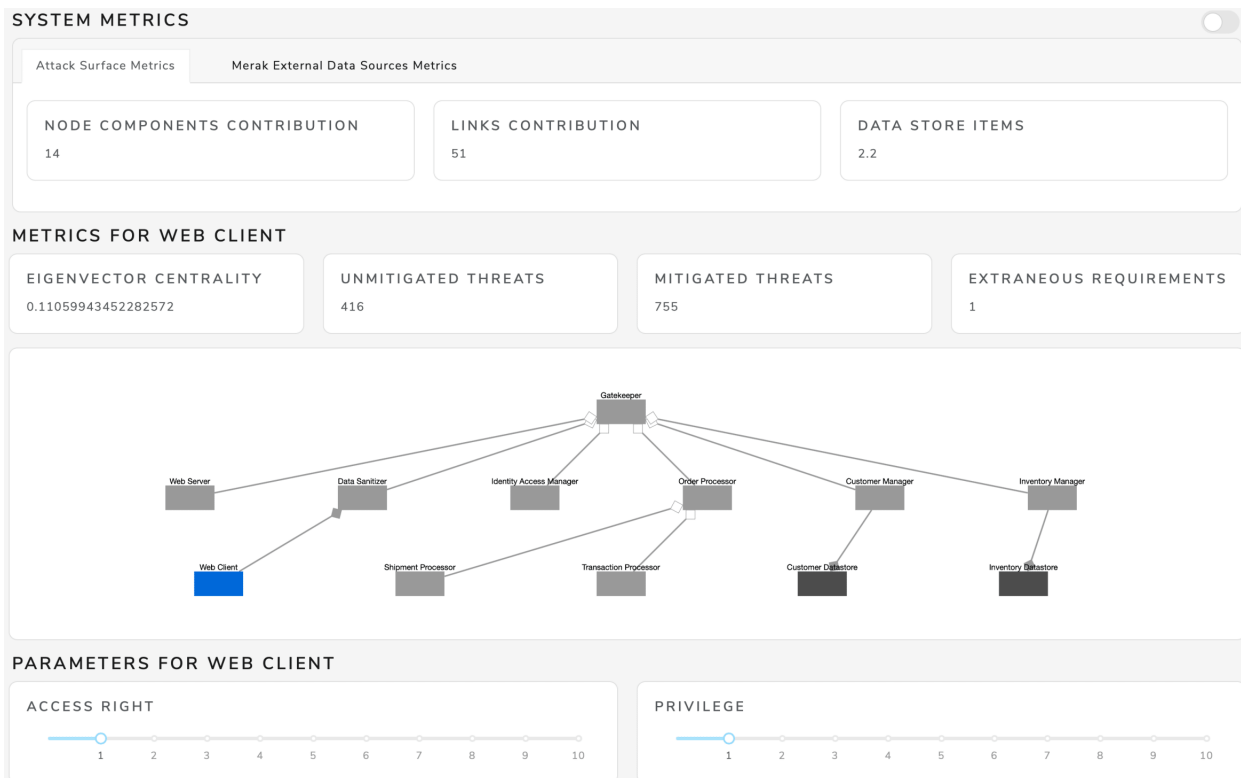 SYSTEM METRICS
Attack Surface Metrics Merak External Data Sources Metrics
NODE COMPONENTS CONTRIBUTION
14
LINKS CONTRIBUTION
51
DATA STORE ITEMS
2.2
METRICS FOR WEB CLIENT
EIGENVECTOR CENTRALITY
0.11059943452282572
UNMITIGATED THREATS
416
MITIGATED THREATS
755
EXTRANEOUS REQUIREMENTS
1
Gatekeeper
Web Server
Data Sanitizer
Identity Access Manager
Order Processor
Customer Manager
Inventory Manager
Web Client
Shipment Processor
Transaction Processor
Customer Datastore
Inventory Datastore
PARAMETERS FOR WEB CLIENT
ACCESS RIGHT
1 2 3 4 5 6 7 8 9 10
PRIVILEGE
1 2 3 4 5 6 7 8 9 10